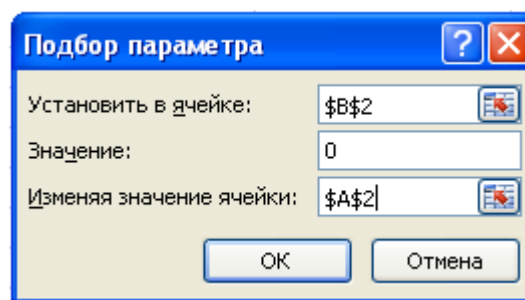 Подбор параметра ?
Установить в ячейке: $B$2
Значение: 0
Изменяя значение ячейки: $A$2
ОК Отмена